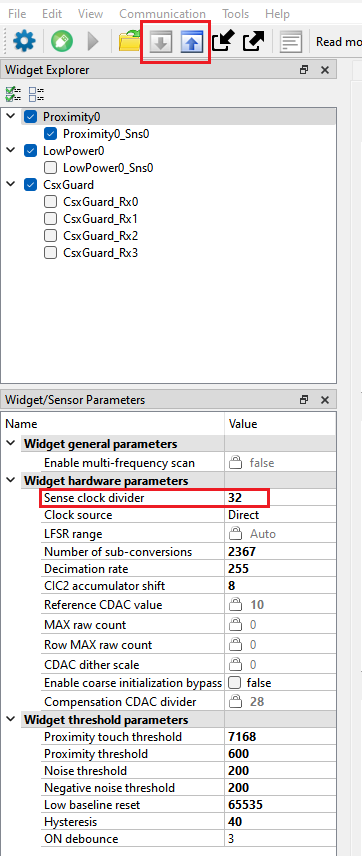 File View Communication Tools Help
Read mo
Widget Explorer
Proximity0
Proximity0_Sns0
LowPower0
LowPower0_Sns0
CsxGuard
CsxGuard_Rx0
CsxGuard_Rx1
CsxGuard_Rx2
CsxGuard_Rx3
Widget/Sensor Parameters
Name Value
Widget general parameters
Enable multi-frequency scan false
Widget hardware parameters
Sense clock divider 32
Clock source Direct
LFSR range Auto
Number of sub-conversions 2367
Decimation rate 255
CIC2 accumulator shift 8
Reference CDAC value 10
MAX raw count 0
Row MAX raw count 0
CDAC dither scale 0
Enable coarse initialization bypass false
Compensation CDAC divider 28
Widget threshold parameters
Proximity touch threshold 7168
Proximity threshold 600
Noise threshold 200
Negative noise threshold 200
Low baseline reset 65535
Hysteresis 40
ON debounce 3